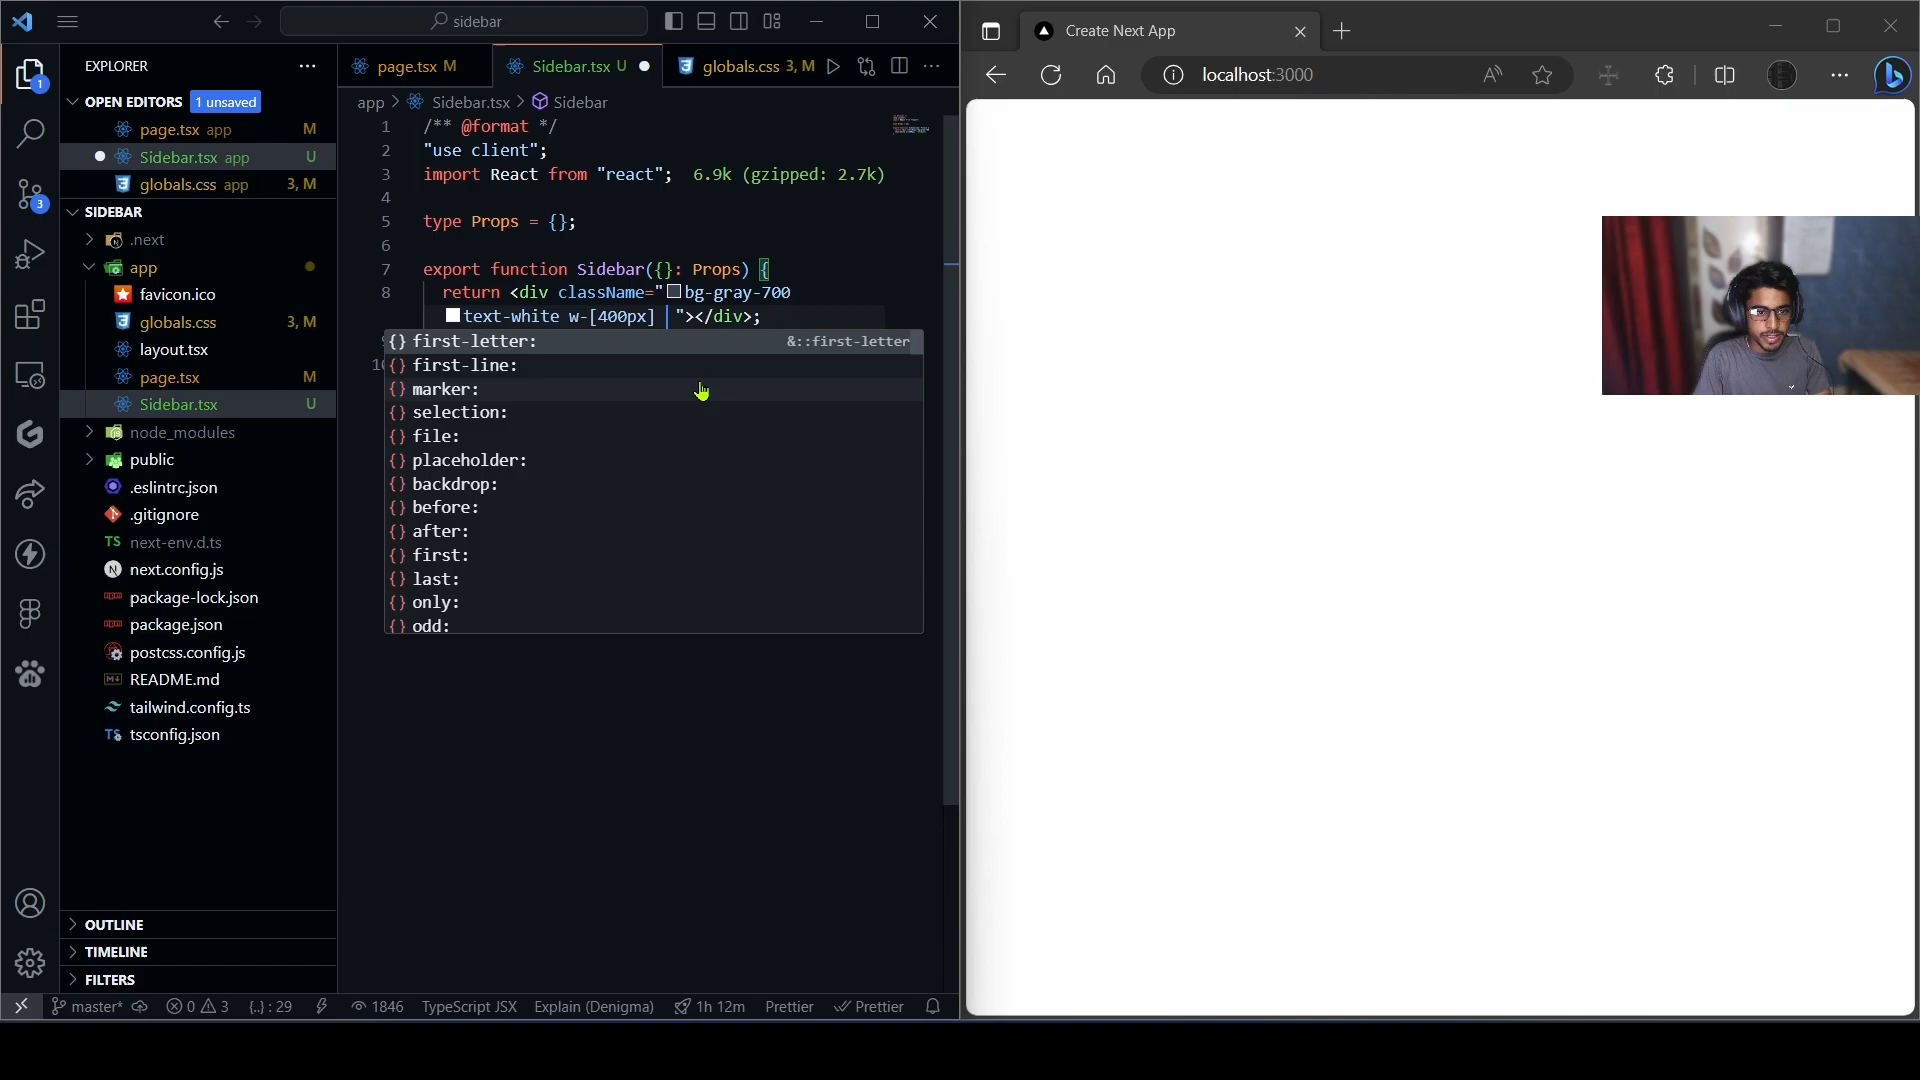 sidebar
EXPLORER
OPEN EDITORS 1 unsaved
page.tsx app M
Sidebar.tsx app U
globals.css app 3, M
SIDEBAR
.next
app
favicon.ico
globals.css 3, M
layout.tsx
page.tsx M
Sidebar.tsx U
node_modules
public
.eslintrc.json
.gitignore
TS next-env.d.ts
next.config.js
package-lock.json
package.json
postcss.config.js
README.md
tailwind.config.ts
TS tsconfig.json
OUTLINE
TIMELINE
FILTERS
1
3
page.tsx M
Sidebar.tsx U
globals.css 3, M
app > Sidebar.tsx > Sidebar
1 /** @format */
2 "use client";
3 import React from "react"; 6.9k (gzipped: 2.7k)
4
5 type Props = {};
6
7 export function Sidebar({}: Props) {
8 return <div className="bg-gray-700
text-white w-[400px] "></div>;
{} first-letter: &::first-letter
{} first-line:
{} marker:
{} selection:
{} file:
{} placeholder:
{} backdrop:
{} before:
{} after:
{} first:
{} last:
{} only:
{} odd:
master* 0 3 {..} : 29 1846 TypeScript JSX Explain (Denigma) 1h 12m Prettier Prettier
Create Next App
localhost:3000